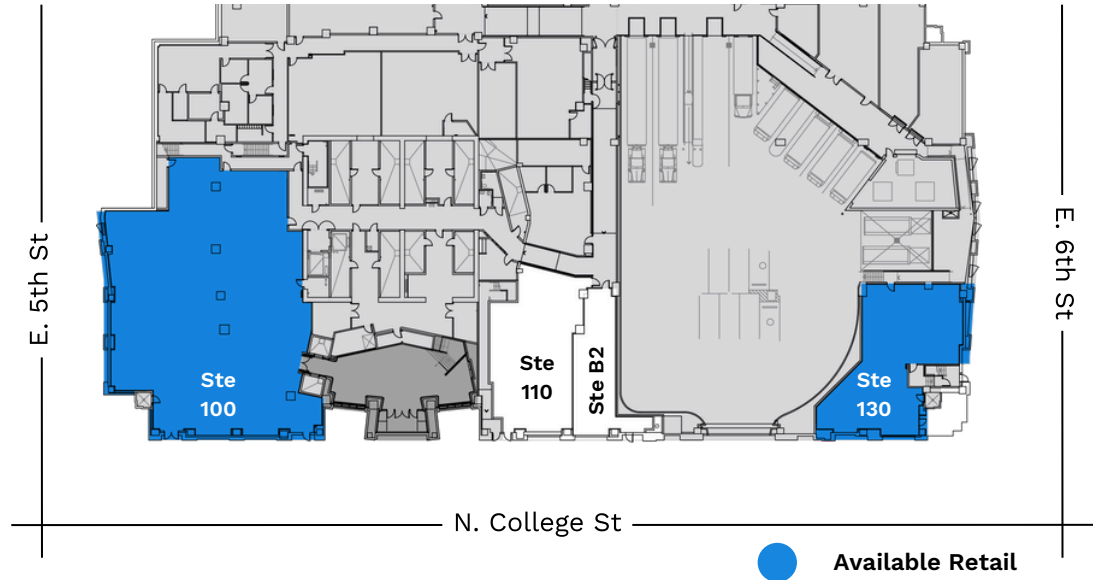 E. 5th St
E. 6th St
Ste
100
Ste
110
Ste B2
Ste
130
N. College St
Available Retail